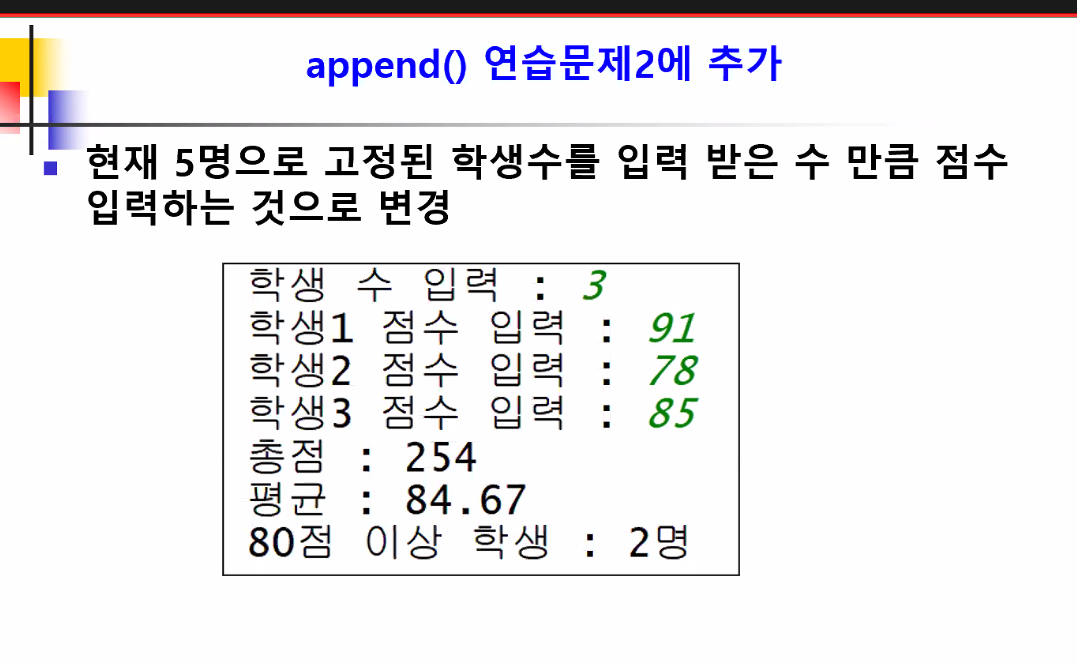 append() 연습문제2에 추가
현재 5명으로 고정된 학생수를 입력 받은 수 만큼 점수
입력하는 것으로 변경
학생 수 입력 : 3
학생1 점수 입력 : 91
학생2 점수 입력 : 78
학생3 점수 입력 : 85
총점 : 254
평균 : 84.67
80점 이상 학생 : 2명